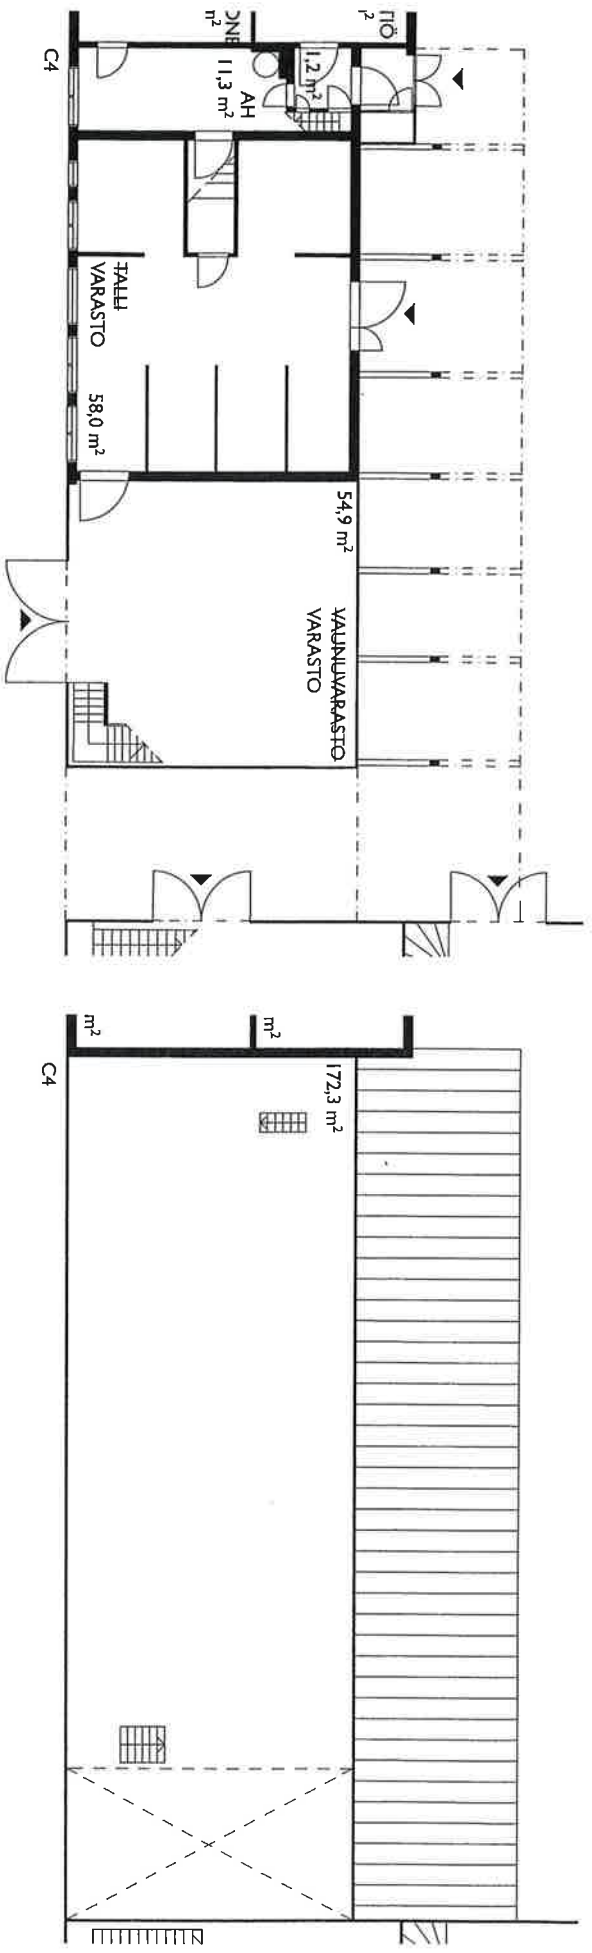 C4
AH
11,3 m²
1,2 m²
m²
TALLI
VARASTO
58,0 m²
54,9 m²
VAUNUVARASTO
VARASTO
m²
m²
C4
172,3 m²